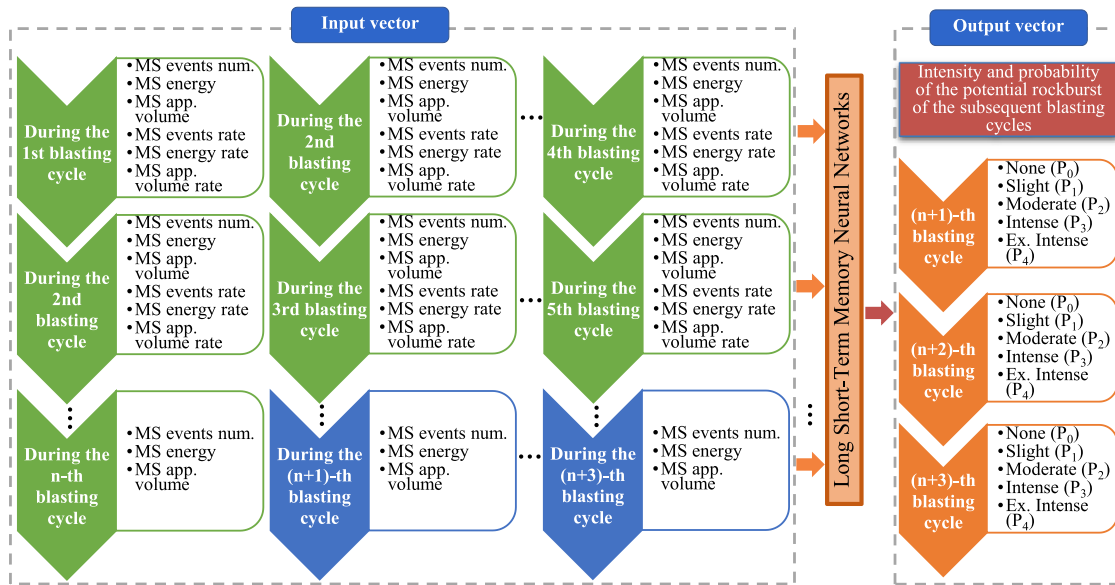 Input vector
During the
1st blasting
cycle
• MS events num.
• MS energy
• MS app.
volume
• MS events rate
• MS energy rate
• MS app.
volume rate
During the
2nd
blasting
cycle
• MS events num.
• MS energy
• MS app.
volume
• MS events rate
• MS energy rate
• MS app.
volume rate
...
During the
4th blasting
cycle
• MS events num.
• MS energy
• MS app.
volume
• MS events rate
• MS energy rate
• MS app.
volume rate
During the
2nd
blasting
cycle
• MS events num.
• MS energy
• MS app.
volume
• MS events rate
• MS energy rate
• MS app.
volume rate
During the
3rd blasting
cycle
• MS events num.
• MS energy
• MS app.
volume
• MS events rate
• MS energy rate
• MS app.
volume rate
...
During the
5th blasting
cycle
• MS events num.
• MS energy
• MS app.
volume
• MS events rate
• MS energy rate
• MS app.
volume rate
During the
n-th
blasting
cycle
• MS events num.
• MS energy
• MS app.
volume
During the
(n+1)-th
blasting
cycle
• MS events num.
• MS energy
• MS app.
volume
...
During the
(n+3)-th
blasting
cycle
• MS events num.
• MS energy
• MS app.
volume
Long Short-Term Memory Neural Networks
Output vector
Intensity and probability
of the potential rockburst
of the subsequent blasting
cycles
(n+1)-th
blasting
cycle
• None (P₀)
• Slight (P₁)
• Moderate (P₂)
• Intense (P₃)
• Ex. Intense
(P₄)
(n+2)-th
blasting
cycle
• None (P₀)
• Slight (P₁)
• Moderate (P₂)
• Intense (P₃)
• Ex. Intense
(P₄)
(n+3)-th
blasting
cycle
• None (P₀)
• Slight (P₁)
• Moderate (P₂)
• Intense (P₃)
• Ex. Intense
(P₄)